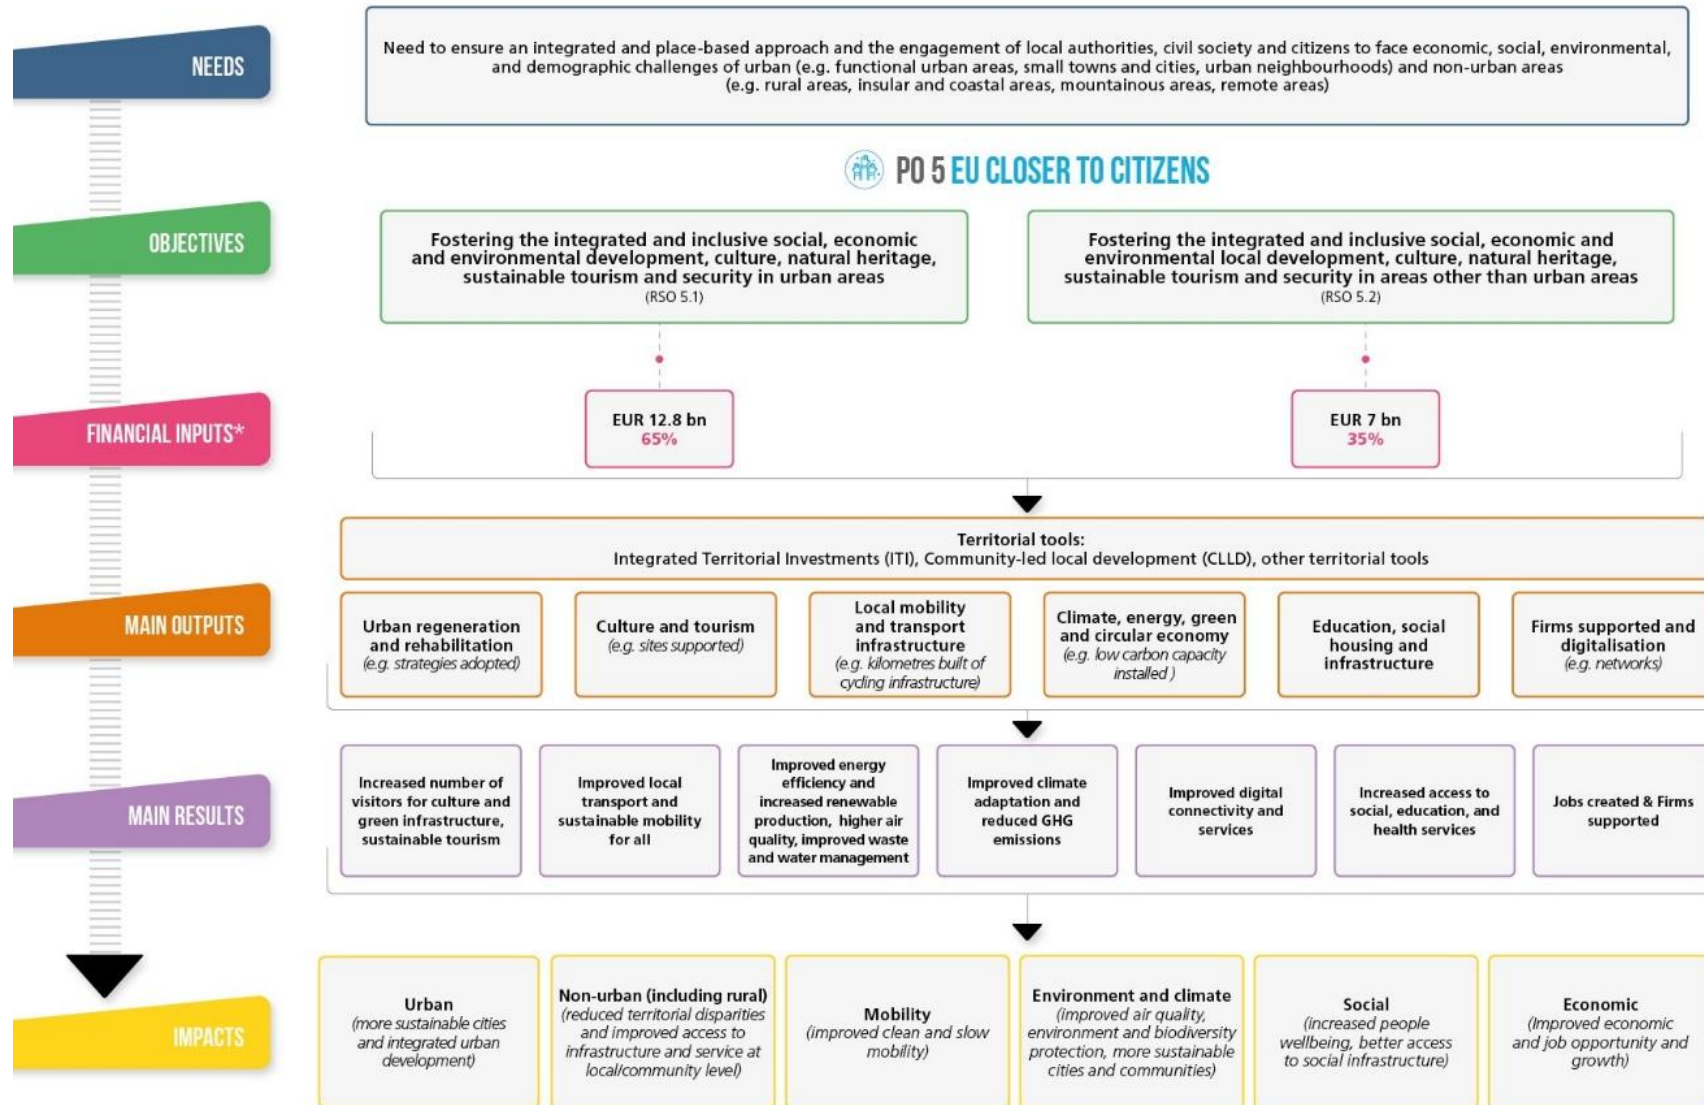 NEEDS
Need to ensure an integrated and place-based approach and the engagement of local authorities, civil society and citizens to face economic, social, environmental,
and demographic challenges of urban (e.g. functional urban areas, small towns and cities, urban neighbourhoods) and non-urban areas
(e.g. rural areas, insular and coastal areas, mountainous areas, remote areas)
PO 5 EU CLOSER TO CITIZENS
OBJECTIVES
Fostering the integrated and inclusive social, economic
and environmental development, culture, natural heritage,
sustainable tourism and security in urban areas
(RSO 5.1)
Fostering the integrated and inclusive social, economic and
environmental local development, culture, natural heritage,
sustainable tourism and security in areas other than urban areas
(RSO 5.2)
FINANCIAL INPUTS*
EUR 12.8 bn
65%
EUR 7 bn
35%
Territorial tools:
Integrated Territorial Investments (ITI), Community-led local development (CLLD), other territorial tools
MAIN OUTPUTS
Urban regeneration
and rehabilitation
(e.g. strategies adopted)
Culture and tourism
(e.g. sites supported)
Local mobility
and transport
infrastructure
(e.g. kilometres built of
cycling infrastructure)
Climate, energy, green
and circular economy
(e.g. low carbon capacity
installed )
Education, social
housing and
infrastructure
Firms supported and
digitalisation
(e.g. networks)
MAIN RESULTS
Increased number of
visitors for culture and
green infrastructure,
sustainable tourism
Improved local
transport and
sustainable mobility
for all
Improved energy
efficiency and
increased renewable
production, higher air
quality, improved waste
and water management
Improved climate
adaptation and
reduced GHG
emissions
Improved digital
connectivity and
services
Increased access to
social, education, and
health services
Jobs created & Firms
supported
IMPACTS
Urban
(more sustainable cities
and integrated urban
development)
Non-urban (including rural)
(reduced territorial disparities
and improved access to
infrastructure and service at
local/community level)
Mobility
(improved clean and slow
mobility)
Environment and climate
(improved air quality,
environment and biodiversity
protection, more sustainable
cities and communities)
Social
(increased people
wellbeing, better access
to social infrastructure)
Economic
(Improved economic
and job opportunity and
growth)